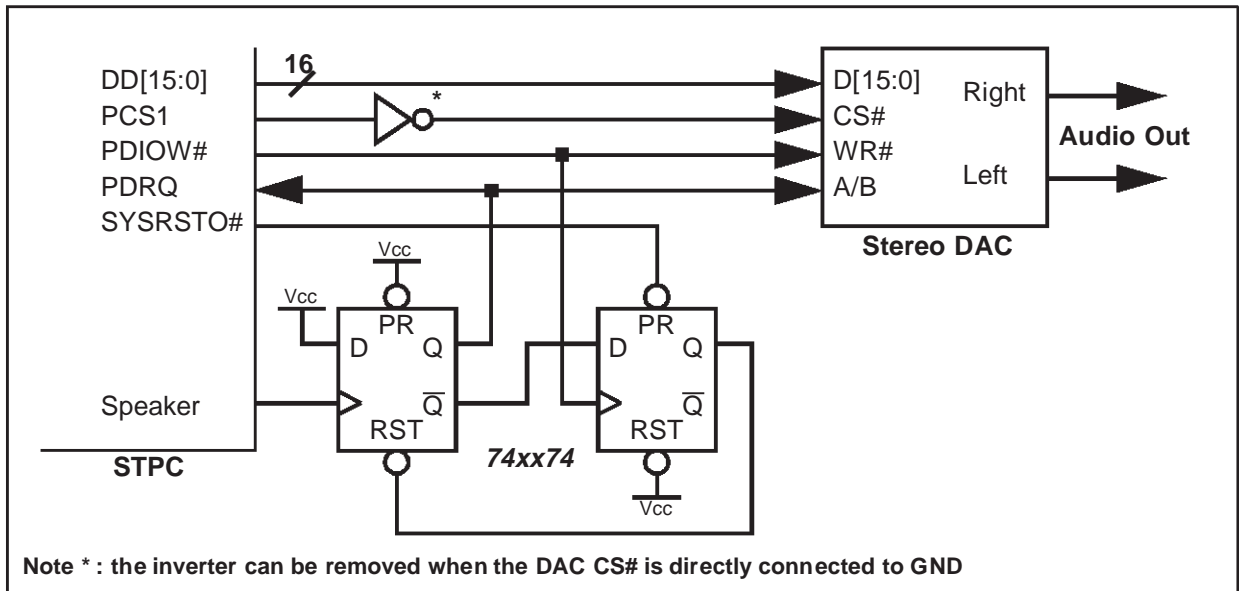 16
DD[15:0]
PCS1
PDIOW#
PDRQ
SYSRSTO#
Speaker
STPC
*
D[15:0]
CS#
WR#
A/B
Right
Left
Stereo DAC
Audio Out
Vcc
Vcc
PR
D
Q
Q̅
RST
74xx74
PR
D
Q
Q̅
RST
Vcc
Note * : the inverter can be removed when the DAC CS# is directly connected to GND